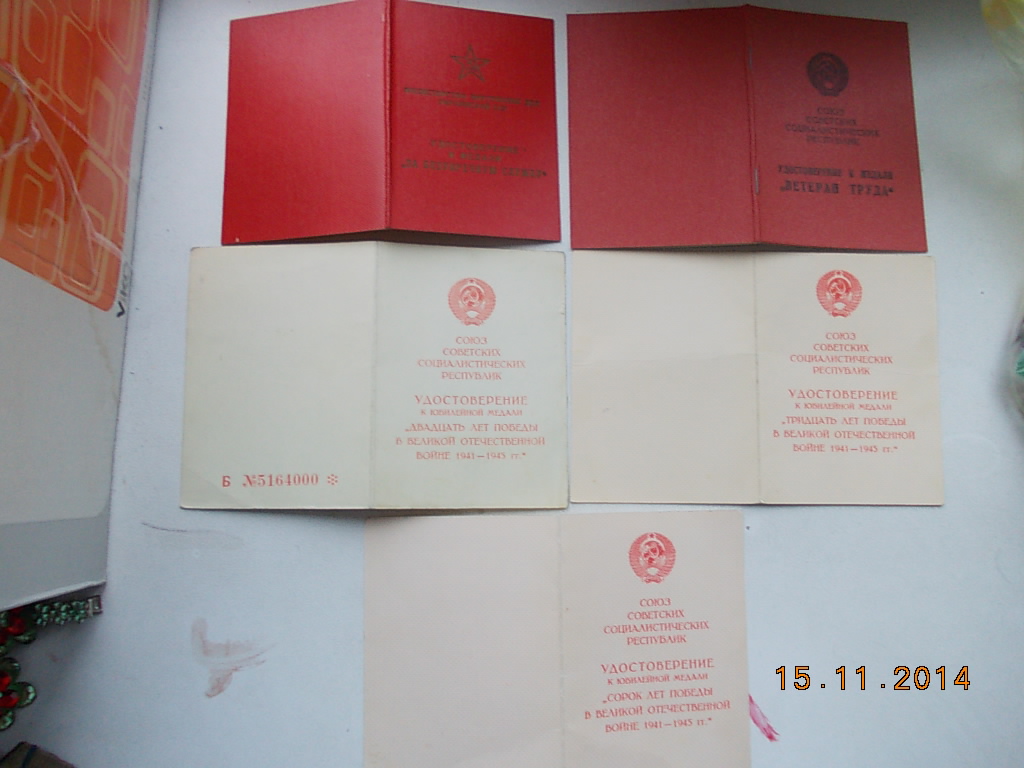 СОЮЗ
СОВЕТСКИХ
СОЦИАЛИСТИЧЕСКИХ
РЕСПУБЛИК
УДОСТОВЕРЕНИЕ К МЕДАЛИ
„ВЕТЕРАН ТРУДА"
СОЮЗ
СОВЕТСКИХ
СОЦИАЛИСТИЧЕСКИХ
РЕСПУБЛИК
УДОСТОВЕРЕНИЕ
К ЮБИЛЕЙНОЙ МЕДАЛИ
„ДВАДЦАТЬ ЛЕТ ПОБЕДЫ
В ВЕЛИКОЙ ОТЕЧЕСТВЕННОЙ
ВОЙНЕ 1941—1945 гг."
Б №5164000
СОЮЗ
СОВЕТСКИХ
СОЦИАЛИСТИЧЕСКИХ
РЕСПУБЛИК
УДОСТОВЕРЕНИЕ
К ЮБИЛЕЙНОЙ МЕДАЛИ
„ТРИДЦАТЬ ЛЕТ ПОБЕДЫ
В ВЕЛИКОЙ ОТЕЧЕСТВЕННОЙ
ВОЙНЕ 1941—1945 гг."
СОЮЗ
СОВЕТСКИХ
СОЦИАЛИСТИЧЕСКИХ
РЕСПУБЛИК
УДОСТОВЕРЕНИЕ
К ЮБИЛЕЙНОЙ МЕДАЛИ
„СОРОК ЛЕТ ПОБЕДЫ
В ВЕЛИКОЙ ОТЕЧЕСТВЕННОЙ
ВОЙНЕ 1941—1945 гг."
15.11.2014